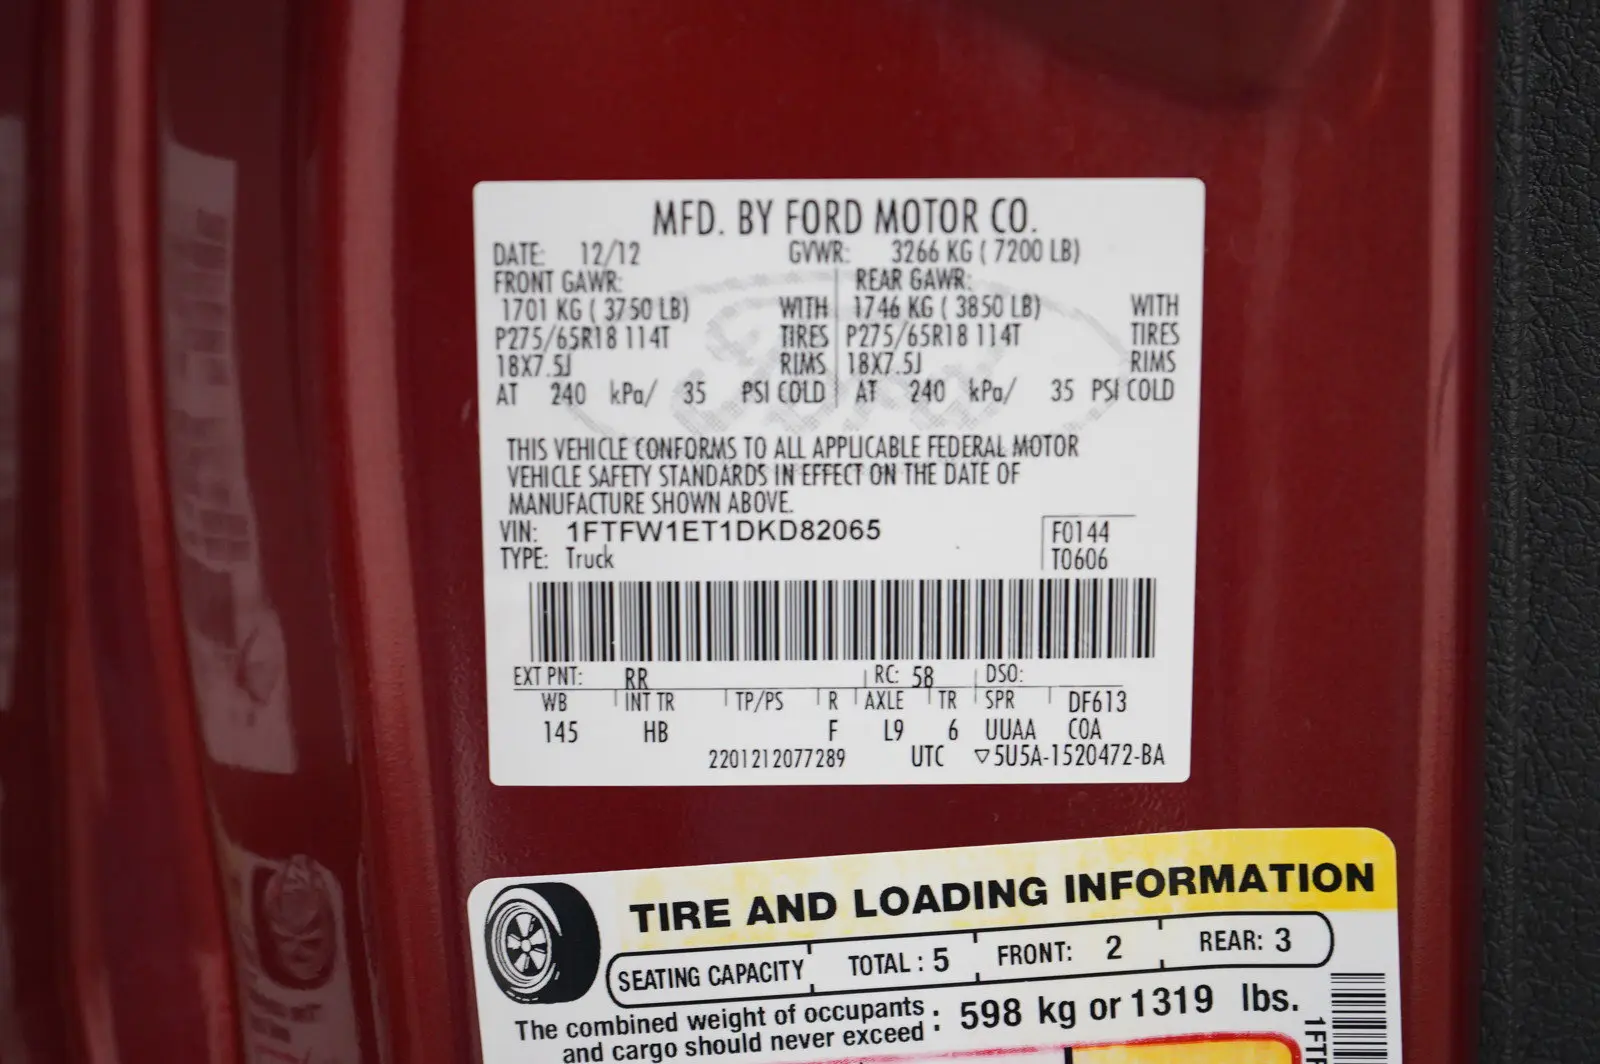 MFD. BY FORD MOTOR CO.
DATE: 12/12 GVWR: 3266 KG ( 7200 LB)
FRONT GAWR: REAR GAWR:
1701 KG ( 3750 LB) WITH 1746 KG ( 3850 LB) WITH
P275/65R18 114T TIRES P275/65R18 114T TIRES
18X7.5J RIMS 18X7.5J RIMS
AT 240 kPa/ 35 PSI COLD AT 240 kPa/ 35 PSI COLD
THIS VEHICLE CONFORMS TO ALL APPLICABLE FEDERAL MOTOR
VEHICLE SAFETY STANDARDS IN EFFECT ON THE DATE OF
MANUFACTURE SHOWN ABOVE.
VIN: 1FTFW1ET1DKD82065 F0144
TYPE: Truck T0606
EXT PNT: RR RC: 58 DSO:
WB INT TR TP/PS R AXLE TR SPR DF613
145 HB F L9 6 UUAA COA
2201212077289 UTC ▽5U5A-1520472-BA
TIRE AND LOADING INFORMATION
SEATING CAPACITY TOTAL : 5 FRONT: 2 REAR: 3
The combined weight of occupants
and cargo should never exceed : 598 kg or 1319 lbs.